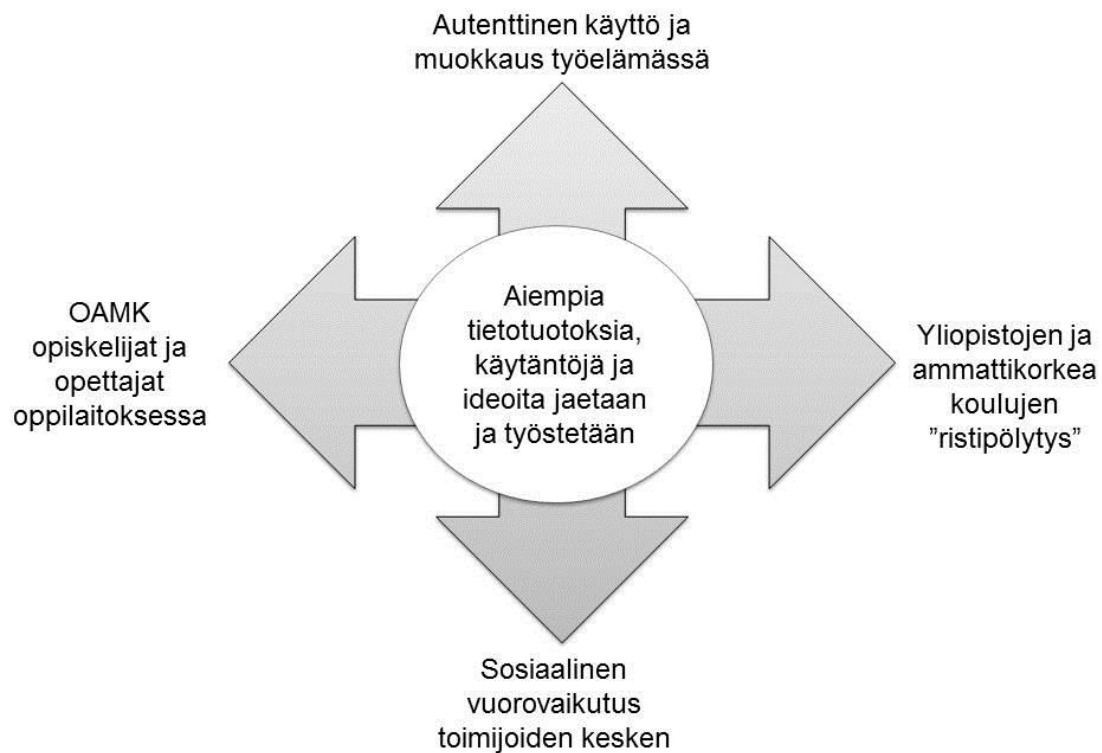 Autenttinen käyttö ja
muokkaus työelämässä
OAMK
opiskelijat ja
opettajat
oppilaitoksessa
Aiempia
tietotuotoksia,
käytäntöjä ja
ideoita jaetaan
ja työstetään
Yliopistojen ja
ammattikorkea
koulujen
”ristipölytys”
Sosiaalinen
vuorovaikutus
toimijoiden kesken